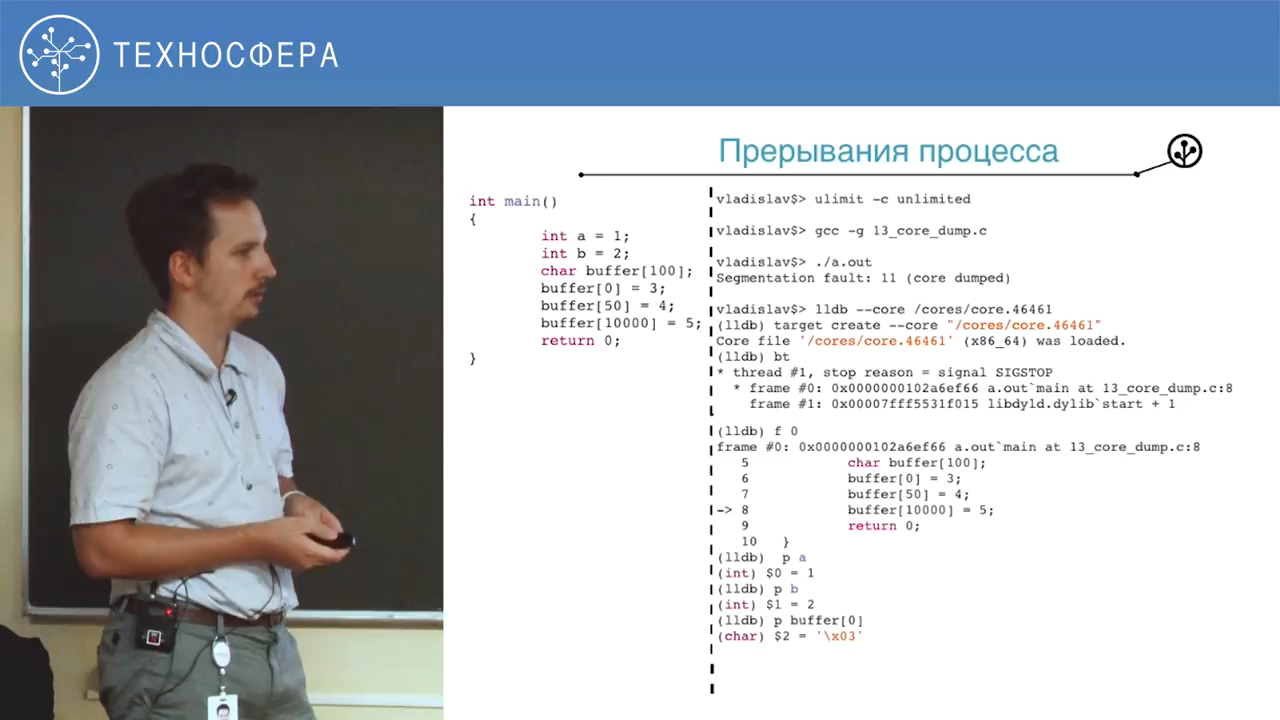 ТЕХНОСФЕРА
Прерывания процесса
int main()
{
int a = 1;
int b = 2;
char buffer[100];
buffer[0] = 3;
buffer[50] = 4;
buffer[10000] = 5;
return 0;
}
vladislav$> ulimit -c unlimited
vladislav$> gcc -g 13_core_dump.c
vladislav$> ./a.out
Segmentation fault: 11 (core dumped)
vladislav$> lldb --core /cores/core.46461
(lldb) target create --core "/cores/core.46461"
Core file '/cores/core.46461' (x86_64) was loaded.
(lldb) bt
* thread #1, stop reason = signal SIGSTOP
* frame #0: 0x0000000102a6ef66 a.out`main at 13_core_dump.c:8
frame #1: 0x00007fff5531f015 libdyld.dylib`start + 1
(lldb) f 0
frame #0: 0x0000000102a6ef66 a.out`main at 13_core_dump.c:8
5 char buffer[100];
6 buffer[0] = 3;
7 buffer[50] = 4;
-> 8 buffer[10000] = 5;
9 return 0;
10 }
(lldb) p a
(int) $0 = 1
(lldb) p b
(int) $1 = 2
(lldb) p buffer[0]
(char) $2 = '\x03'